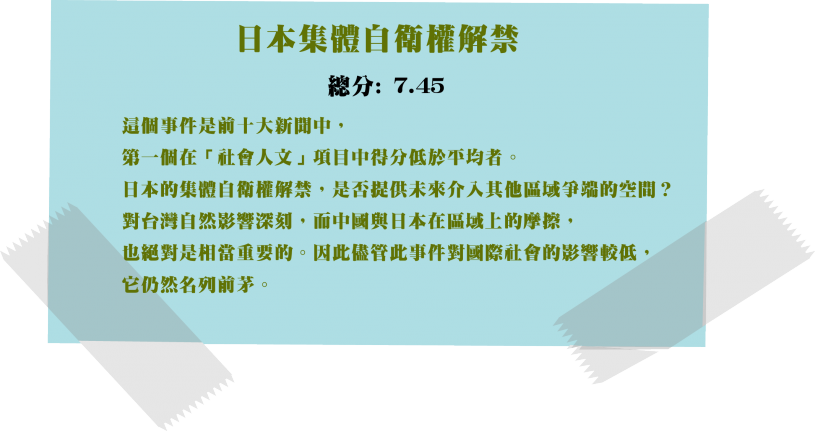 日本集體自衛權解禁
總分: 7.45
這個事件是前十大新聞中，
第一個在「社會人文」項目中得分低於平均者。
日本的集體自衛權解禁，是否提供未來介入其他區域爭端的空間？
對台灣自然影響深刻，而中國與日本在區域上的摩擦，
也絕對是相當重要的。因此儘管此事件對國際社會的影響較低，
它仍然名列前茅。